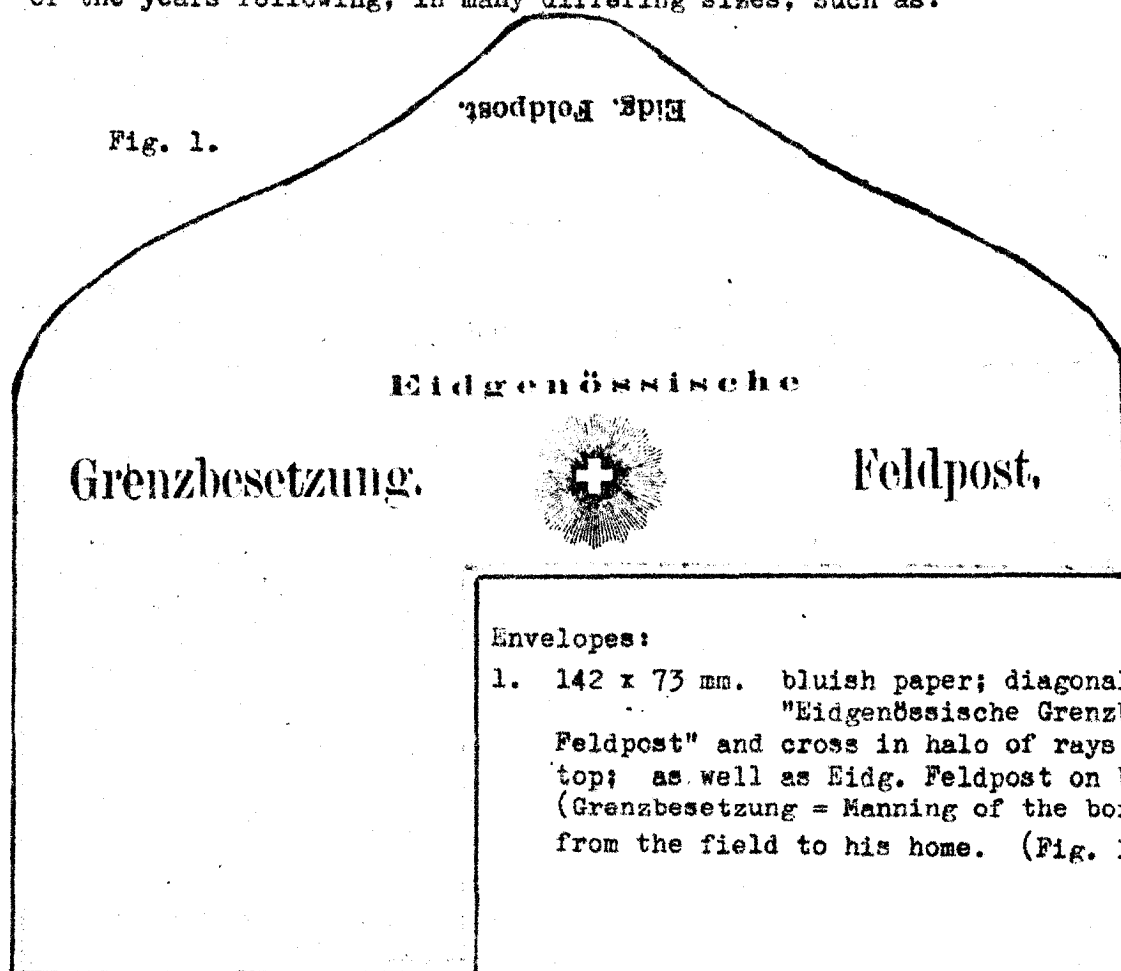 of the years following, in many differing sizes, such as:
Eidg. Feldpost.
Fig. 1.
Eidgenössische
Grenzbesetzung.
Feldpost.
Envelopes:
1. 142 x 73 mm. bluish paper; diagonal
"Eidgenössische Grenz
Feldpost" and cross in halo of rays
top; as well as Eidg. Feldpost on
(Grenzbesetzung = Manning of the
from the field to his home. (Fig.